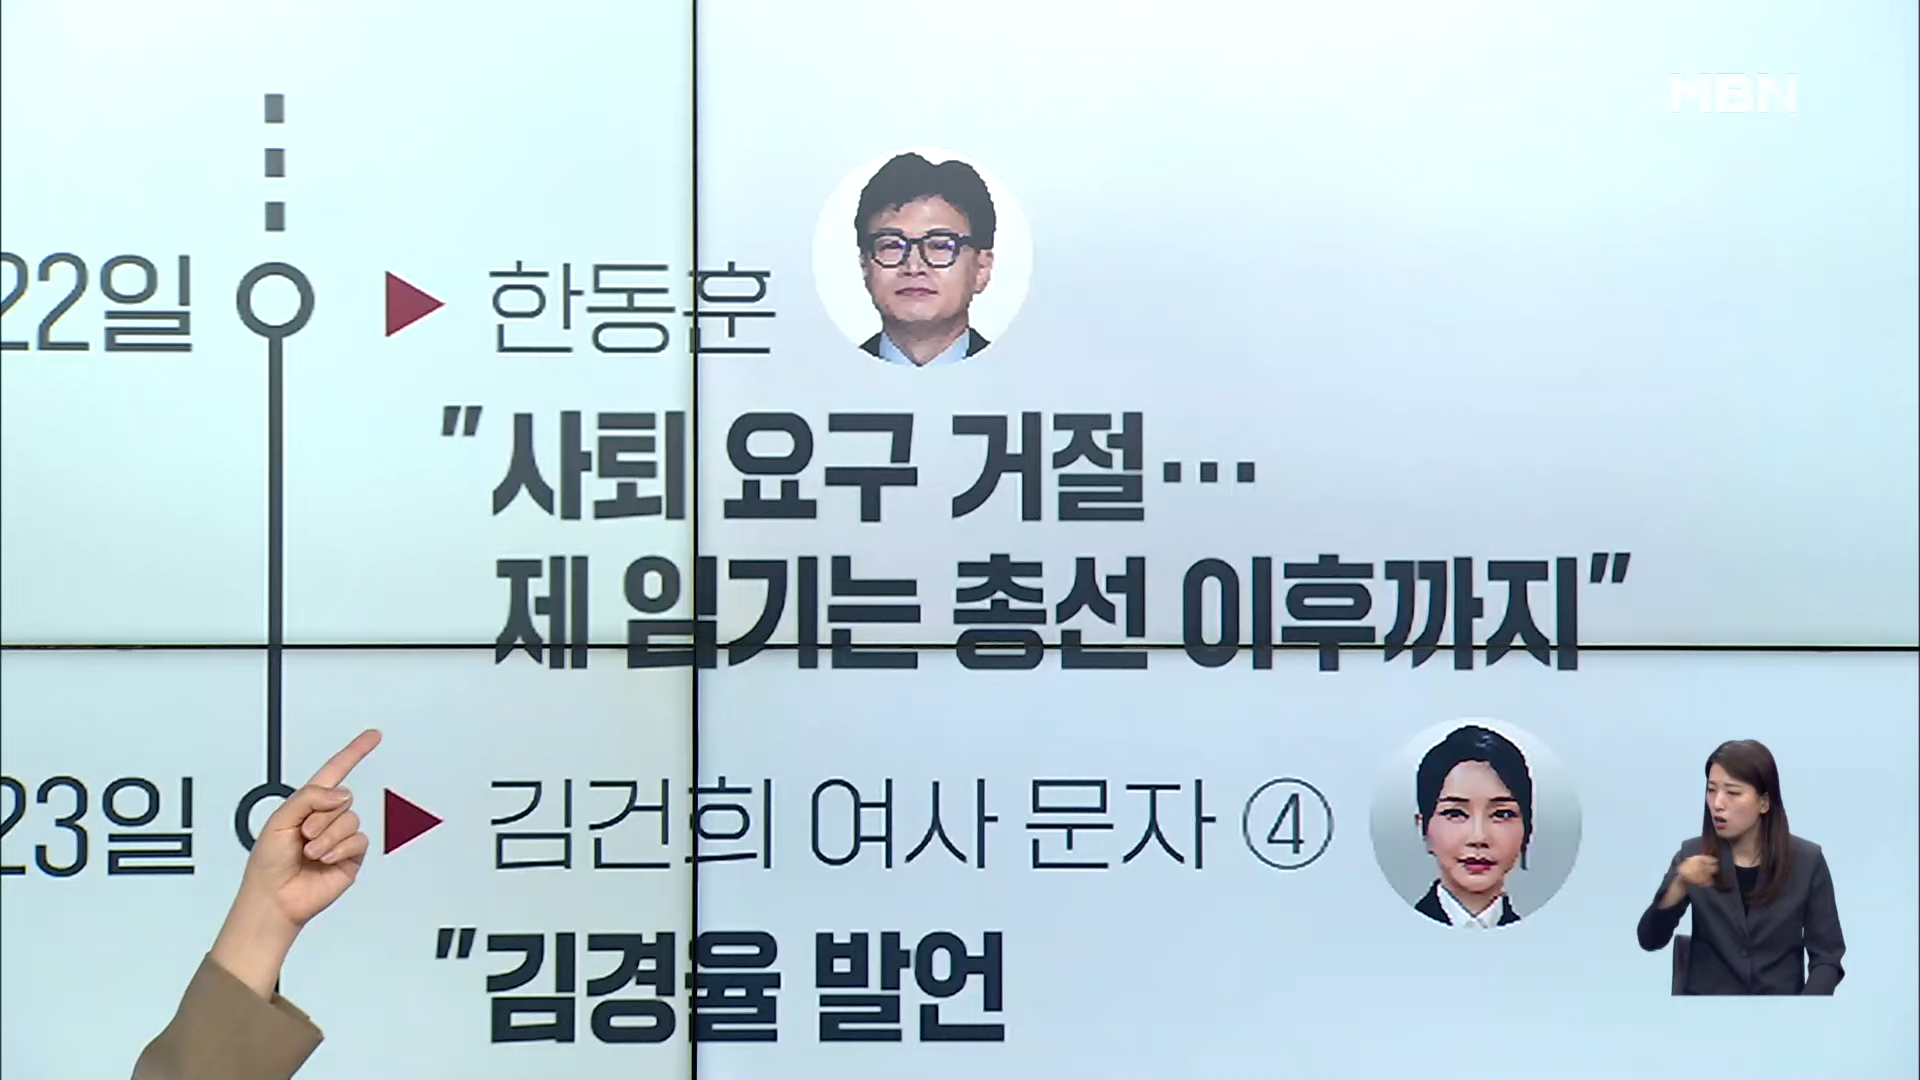 MBN
22일 ▶ 한동훈
"사퇴 요구 거절…
제 임기는 총선 이후까지"
23일 ▶ 김건희 여사 문자 ④
"김경율 발언